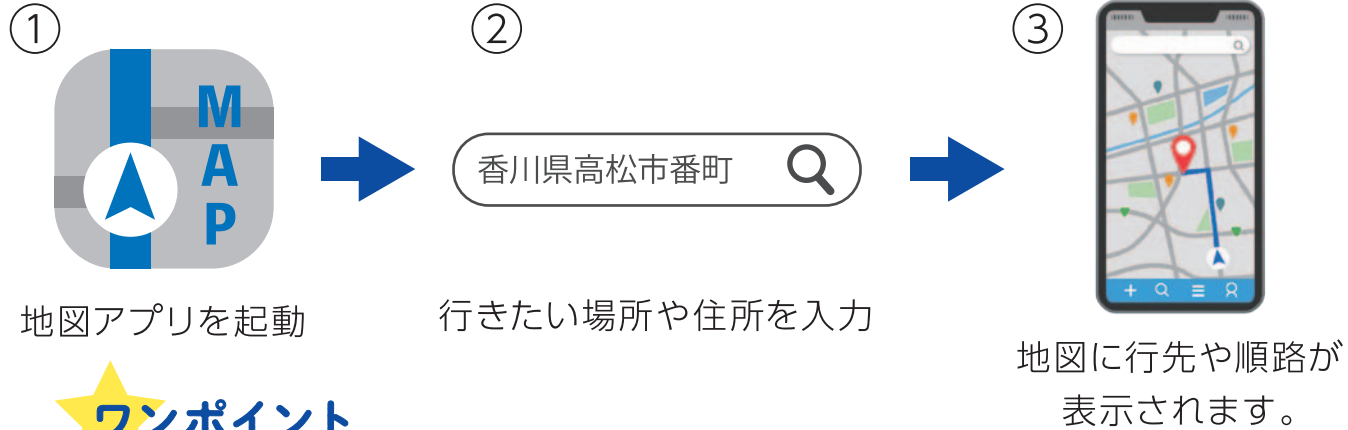 ①
MAP
地図アプリを起動
②
香川県高松市番町
行きたい場所や住所を入力
③
地図に行先や順路が
表示されます。
ワンポイント